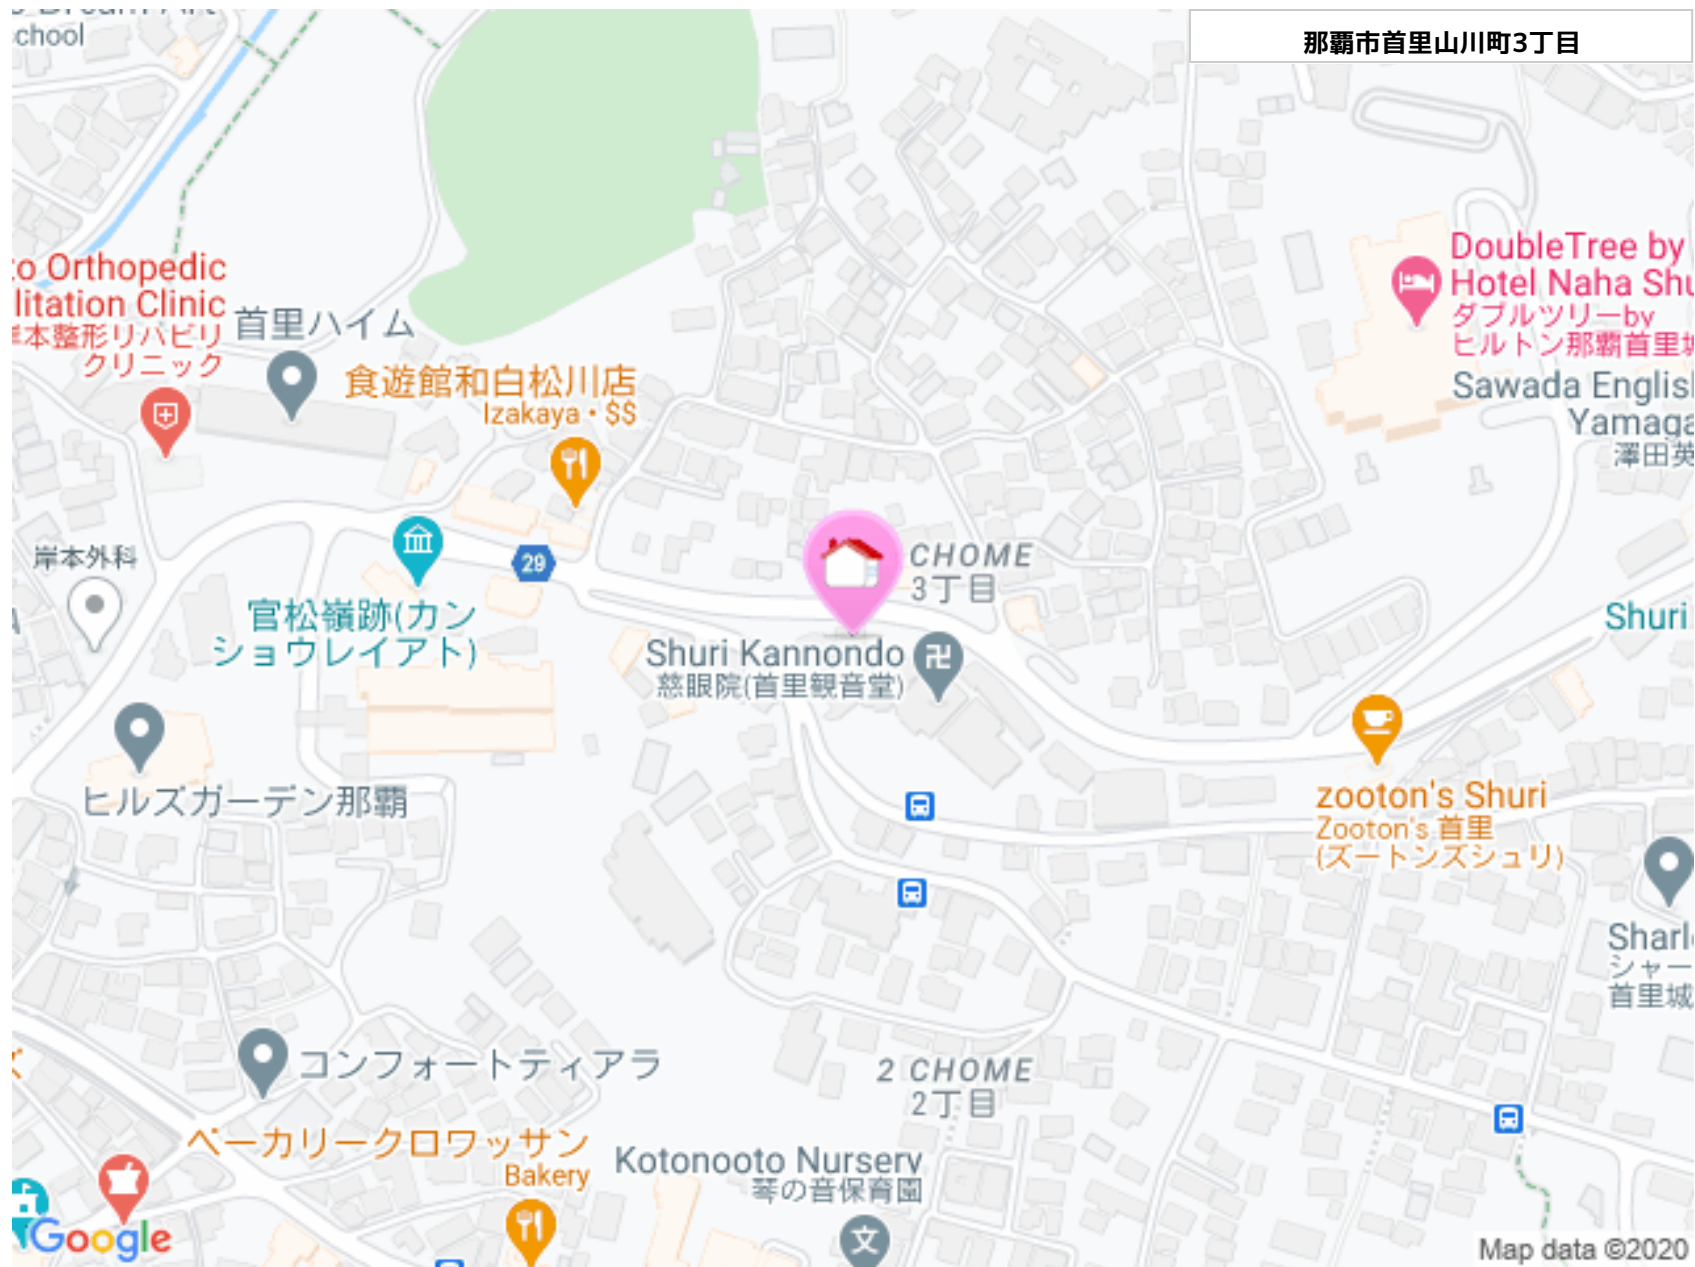 chool
那覇市首里山川町3丁目
to Orthopedic
litation Clinic
岸本整形リハビリ
クリニック
首里ハイム
食遊館和白松川店
Izakaya • $$
DoubleTree by
Hotel Naha Shu
ダブルツリーby
ヒルトン那覇首里城
Sawada English
Yamaga
澤田英
岸本外科
29
官松嶺跡(カン
ショウレイアト)
CHOME
3丁目
Shuri Kannondo
慈眼院(首里観音堂)
卍
Shuri
ヒルズガーデン那覇
zooton's Shuri
Zooton's 首里
(ズートンズシュリ)
Sharl
シャー
首里城
ズ
コンフォートティアラ
2 CHOME
2丁目
ベーカリークロワッサン
Bakery
Kotonooto Nursery
琴の音保育園
文
Google
Map data ©2020